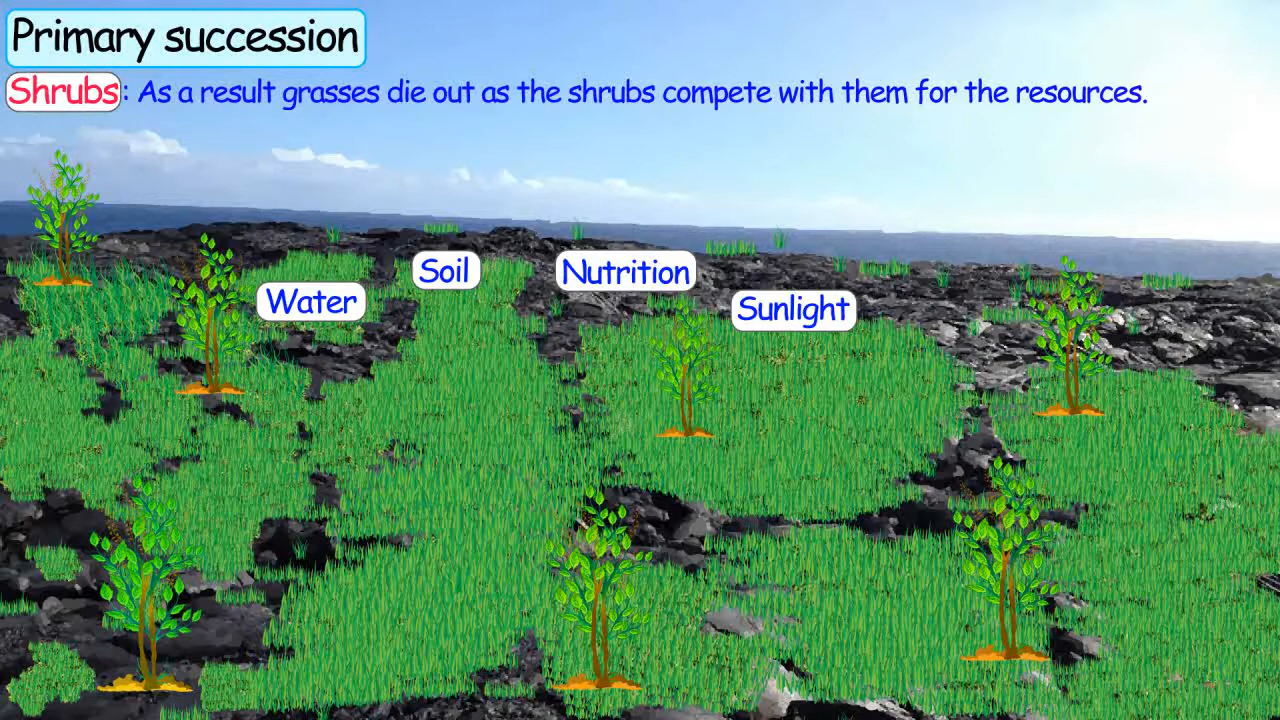 Primary succession
Shrubs: As a result grasses die out as the shrubs compete with them for the resources.
Soil
Nutrition
Water
Sunlight